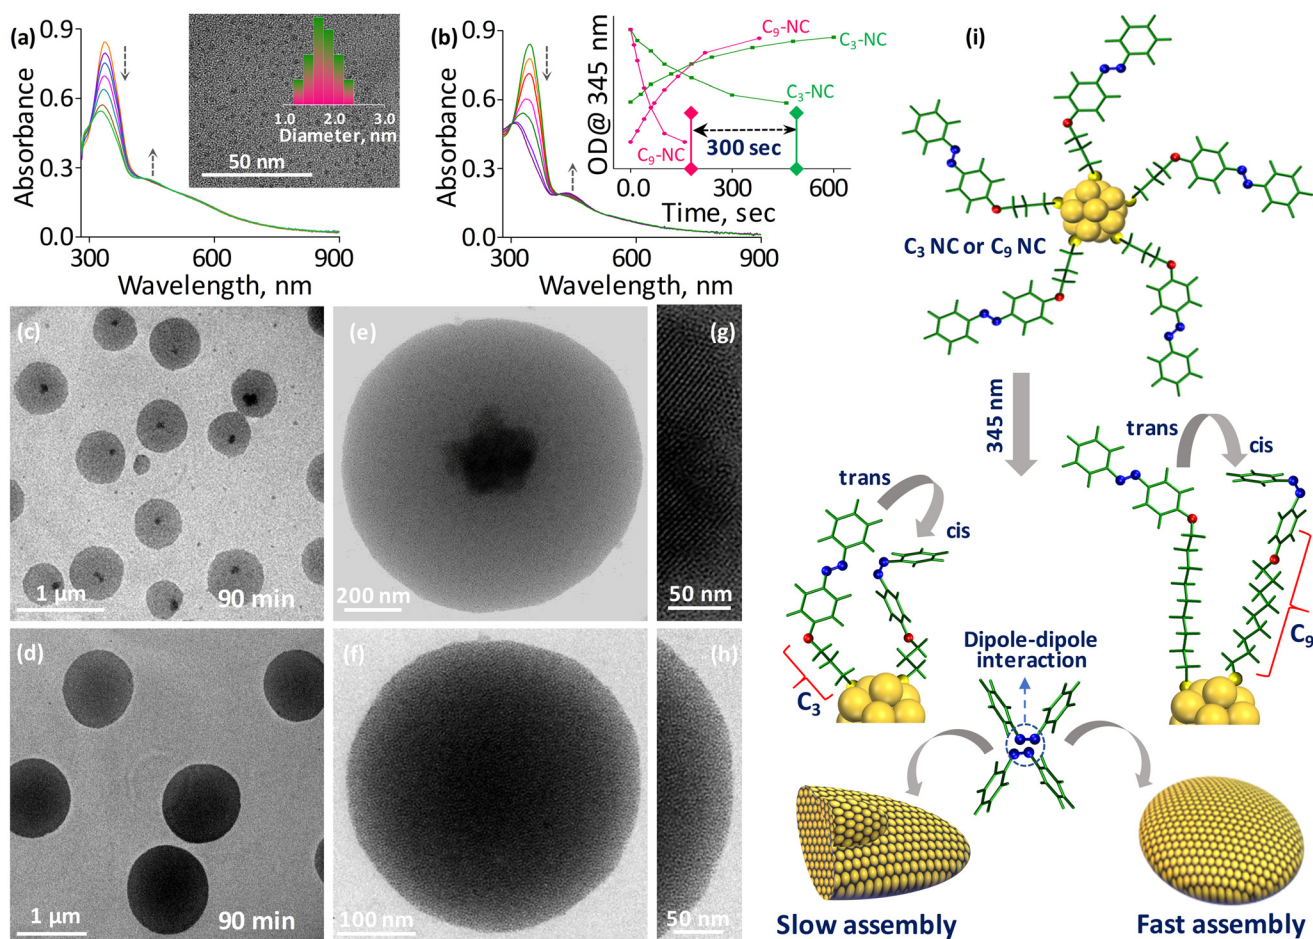 (a)
Absorbance
0.9
0.6
0.3
0.0
300
600
900
Wavelength, nm
1.0
2.0
3.0
Diameter, nm
50 nm
(b)
Absorbance
0.9
0.6
0.3
0.0
300
600
900
Wavelength, nm
OD@ 345 nm
C₉-NC
C₃-NC
C₃-NC
C₉-NC
300 sec
0.0
300
600
Time, sec
(i)
C₃ NC or C₉ NC
345 nm
trans
cis
trans
cis
C₃
C₉
Dipole-dipole
interaction
Slow assembly
Fast assembly
(c)
1 µm
90 min
(e)
200 nm
(g)
50 nm
(d)
1 µm
90 min
(f)
100 nm
(h)
50 nm